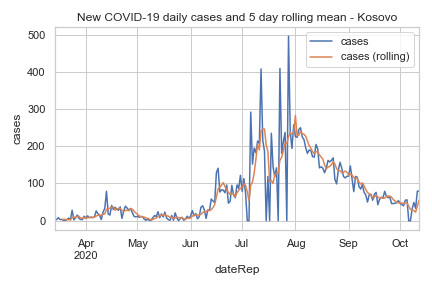 New COVID-19 daily cases and 5 day rolling mean - Kosovo
cases
cases (rolling)
500
400
300
200
100
0
cases
Apr
2020
May
Jun
Jul
Aug
Sep
Oct
dateRep